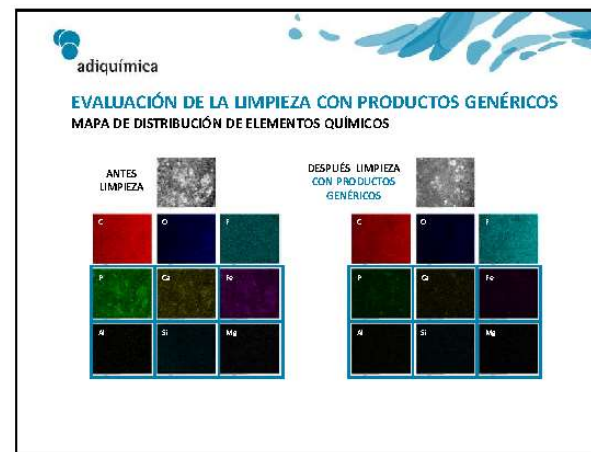 adiquímica
EVALUACIÓN DE LA LIMPIEZA CON PRODUCTOS GENÉRICOS
MAPA DE DISTRIBUCIÓN DE ELEMENTOS QUÍMICOS
ANTES
LIMPIEZA
DESPUÉS LIMPIEZA
CON PRODUCTOS
GENÉRICOS
C O F
P Ca Fe
Al Si Mg
C O F
P Ca Fe
Al Si Mg